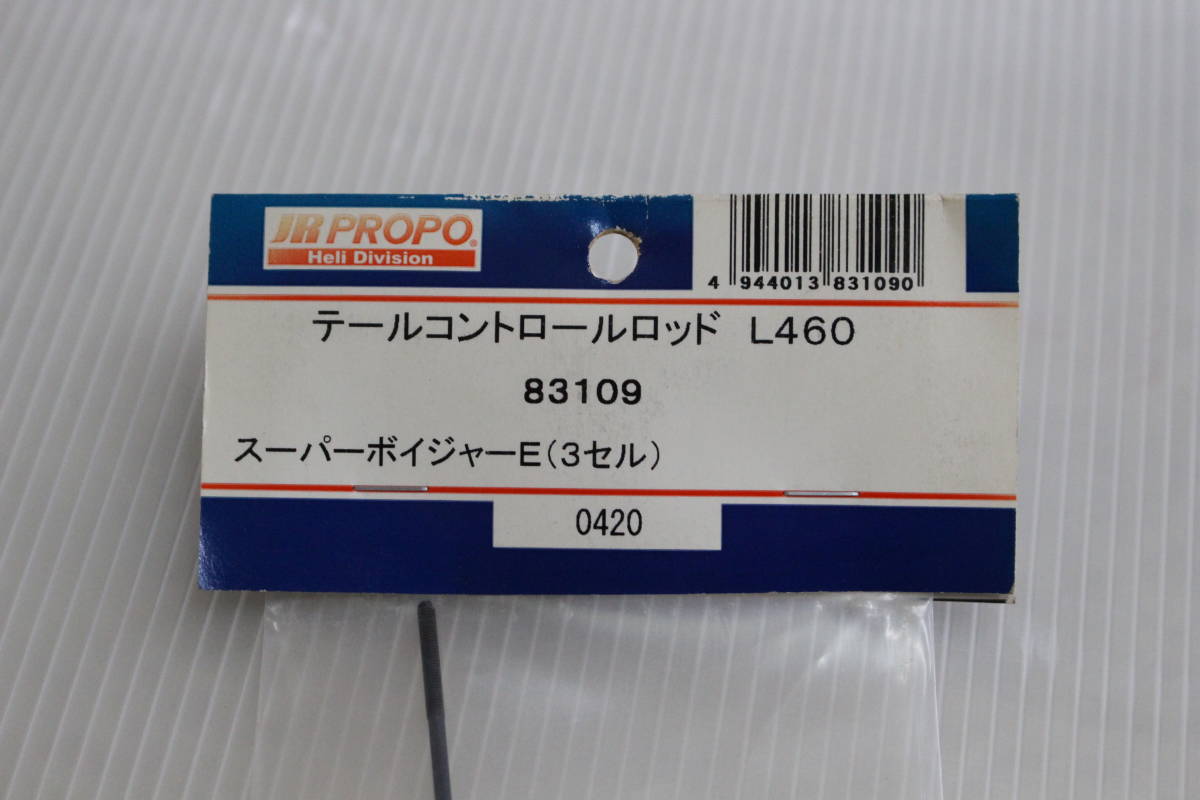 JR PROPO®
Heli Division
4 944013 831090
テールコントロールロッド L460
83109
スーパーボイジャーE(3セル)
0420